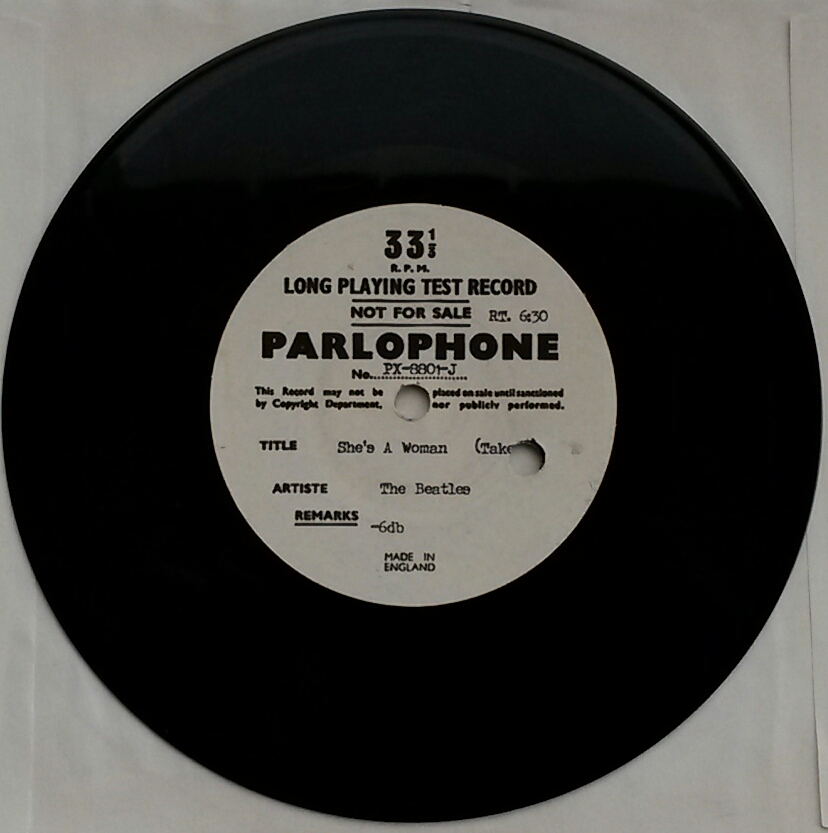 33⅓
R.P.M.
LONG PLAYING TEST RECORD
NOT FOR SALE RT. 6:30
PARLOPHONE
No. PX-8801-J
This Record may not be placed on sale until sanctioned
by Copyright Department, nor publicly performed.
TITLE She's A Woman (Take
ARTISTE The Beatles
REMARKS -6db
MADE IN
ENGLAND